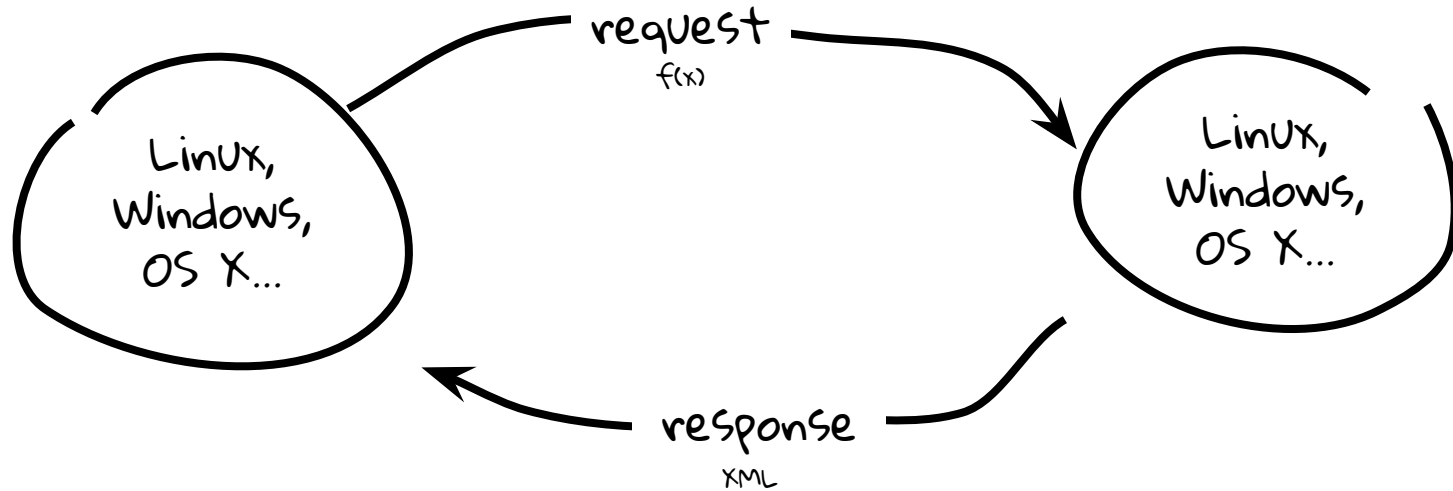 request
f(x)
Linux,
Windows,
OS X...
Linux,
Windows,
OS X...
response
XML